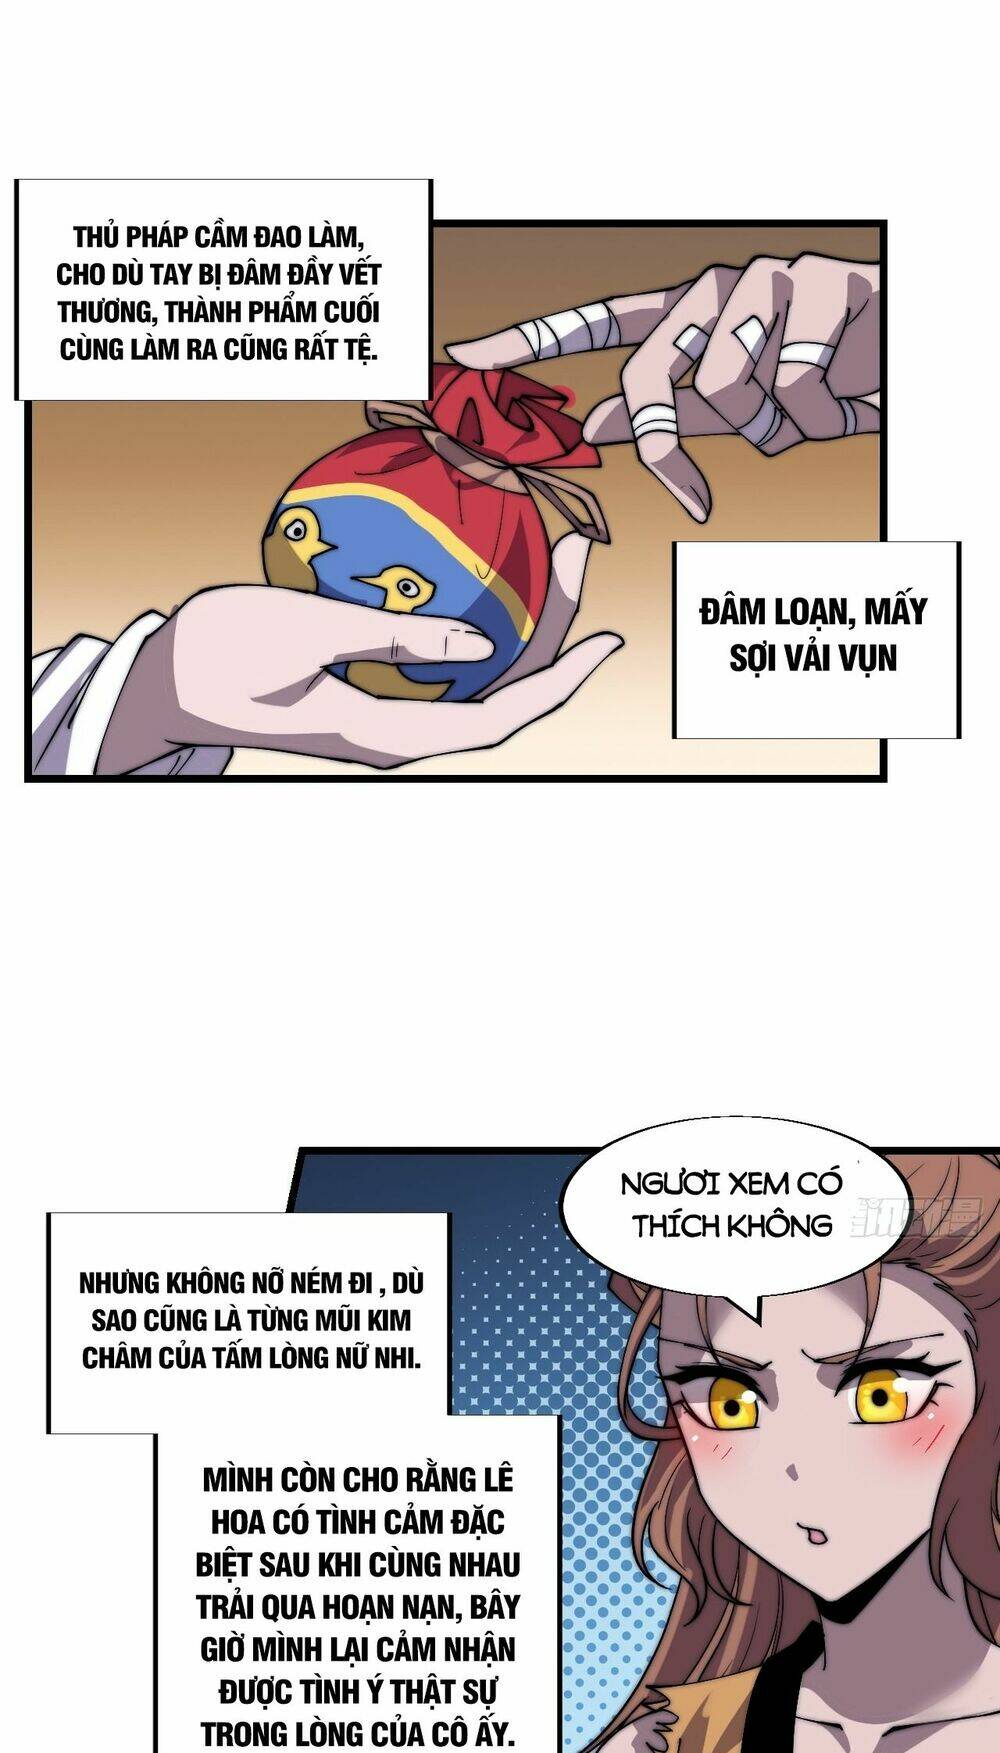 THỦ PHÁP CẦM ĐAO LÀM,
CHO DÙ TAY BỊ ĐÂM ĐẦY VẾT
THƯƠNG, THÀNH PHẨM CUỐI
CÙNG LÀM RA CŨNG RẤT TỆ.
ĐÂM LOẠN, MẤY
SỢI VẢI VỤN
NGƯƠI XEM CÓ
THÍCH KHÔNG
NHƯNG KHÔNG NỠ NÉM ĐI , DÙ
SAO CŨNG LÀ TỪNG MŨI KIM
CHÂM CỦA TẤM LÒNG NỮ NHI.
MÌNH CÒN CHO RẰNG LÊ
HOA CÓ TÌNH CẢM ĐẶC
BIỆT SAU KHI CÙNG NHAU
TRẢI QUA HOẠN NẠN, BÂY
GIỜ MÌNH LẠI CẢM NHẬN
ĐƯỢC TÌNH Ý THẬT SỰ
TRONG LÒNG CỦA CÔ ẤY.